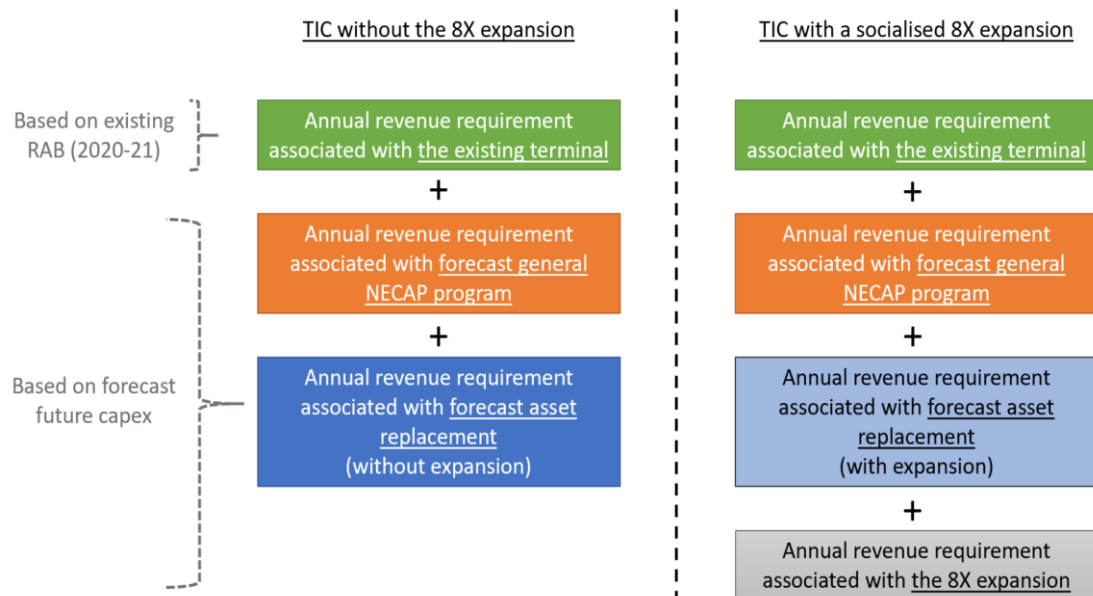 TIC without the 8X expansion
Based on existing
RAB (2020-21)
Annual revenue requirement
associated with the existing terminal
+
Annual revenue requirement
associated with forecast general
NECAP program
+
Based on forecast
future capex
Annual revenue requirement
associated with forecast asset
replacement
(without expansion)
TIC with a socialised 8X expansion
Annual revenue requirement
associated with the existing terminal
+
Annual revenue requirement
associated with forecast general
NECAP program
+
Annual revenue requirement
associated with forecast asset
replacement
(with expansion)
+
Annual revenue requirement
associated with the 8X expansion